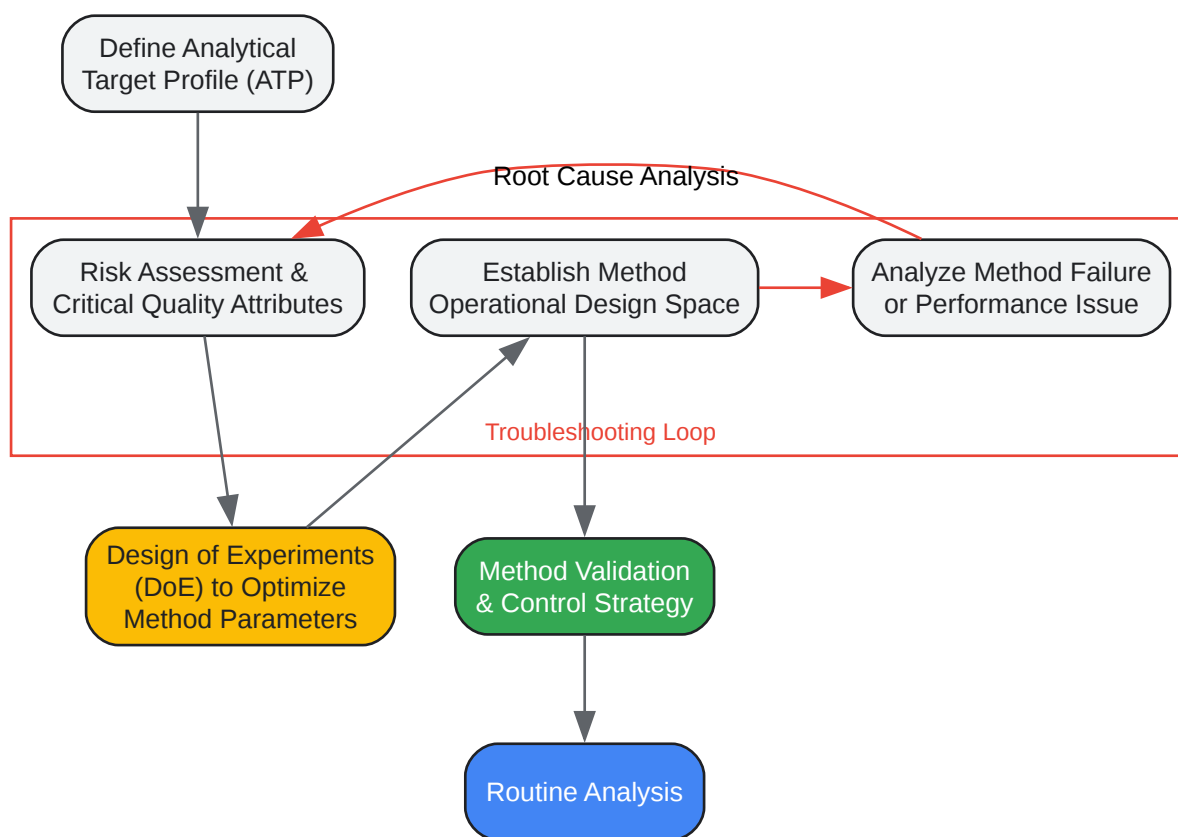 Define Analytical
Target Profile (ATP)
Root Cause Analysis
Risk Assessment &
Critical Quality Attributes
Establish Method
Operational Design Space
Analyze Method Failure
or Performance Issue
Troubleshooting Loop
Design of Experiments
(DoE) to Optimize
Method Parameters
Method Validation
& Control Strategy
Routine Analysis